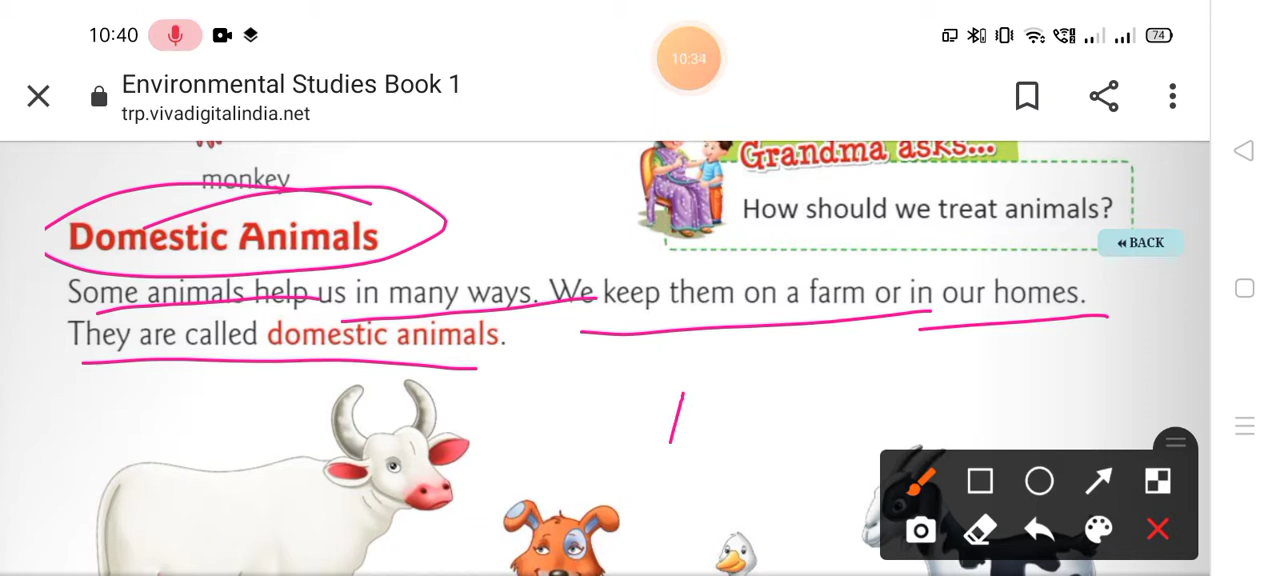 10:40
10:34
74
Environmental Studies Book 1
trp.vivadigitalindia.net
monkey
Grandma asks...
How should we treat animals?
BACK
Domestic Animals
Some animals help us in many ways. We keep them on a farm or in our homes.
They are called domestic animals.